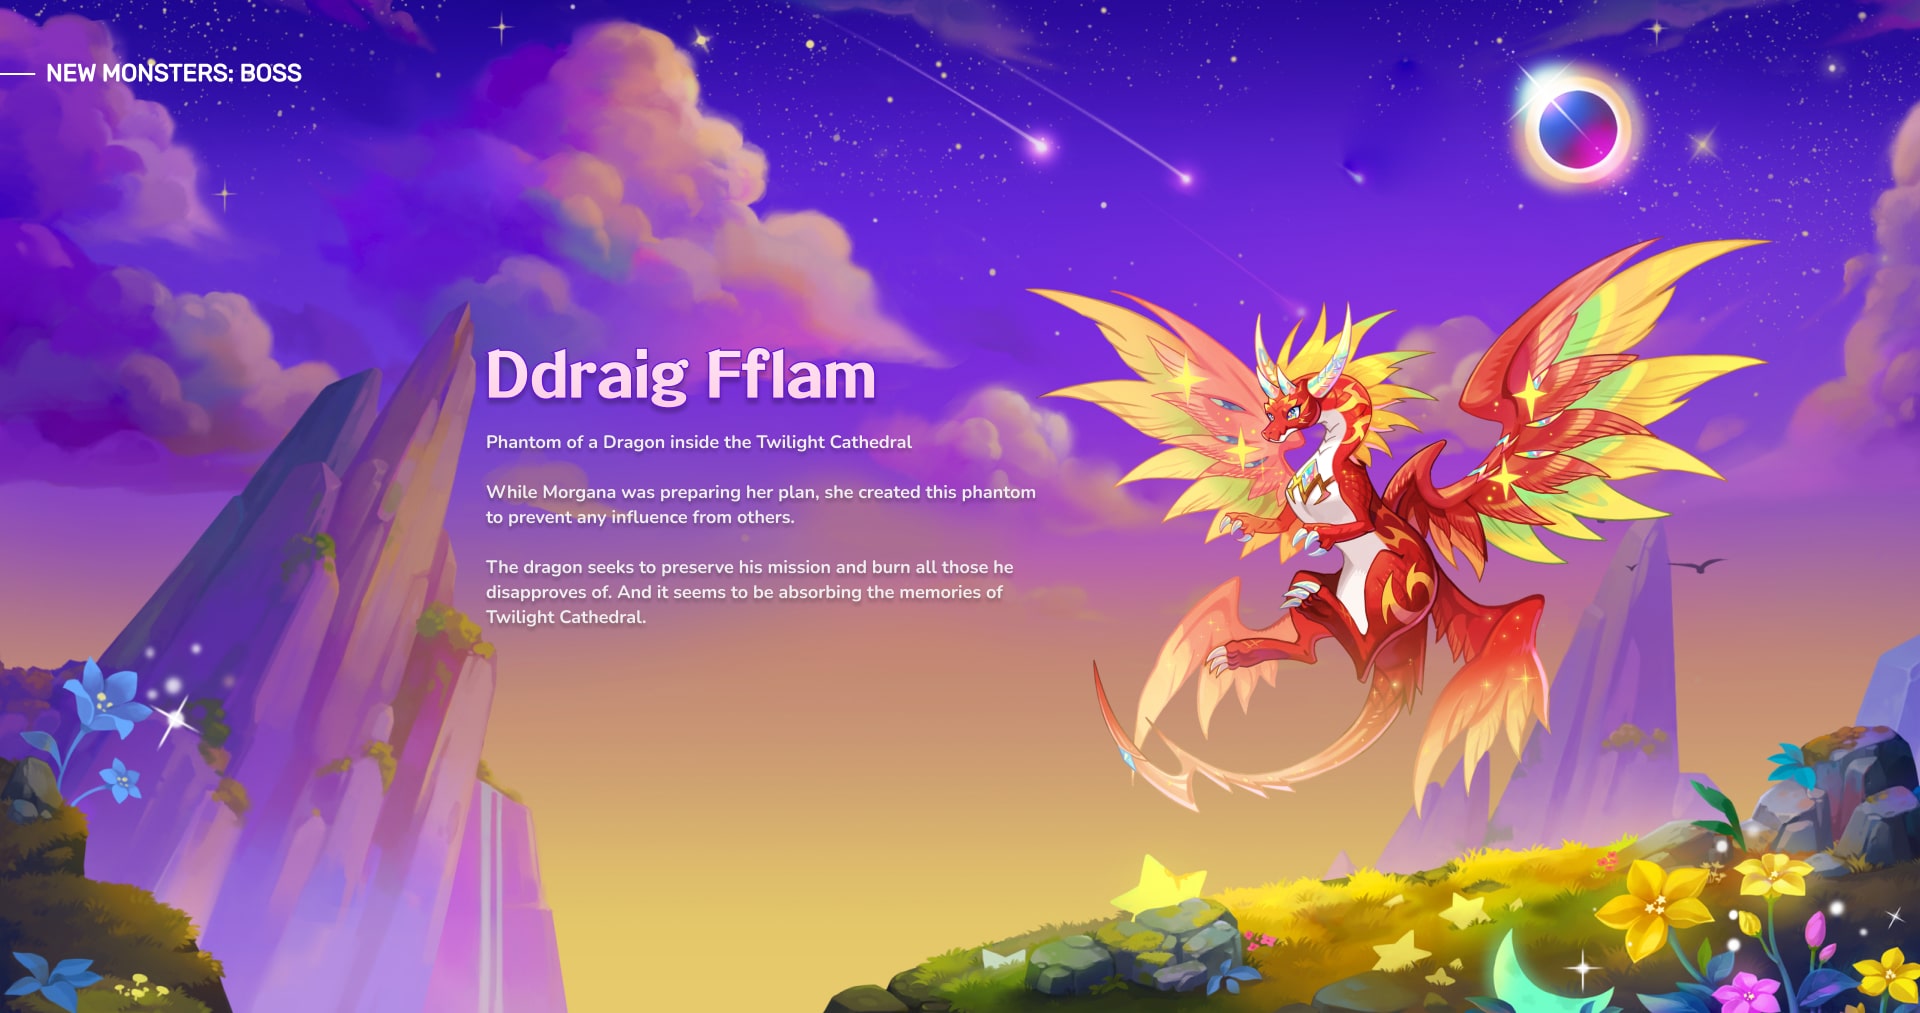 NEW MONSTERS: BOSS
Ddraig Fflam
Phantom of a Dragon inside the Twilight Cathedral
While Morgana was preparing her plan, she created this phantom
to prevent any influence from others.
The dragon seeks to preserve his mission and burn all those he
disapproves of. And it seems to be absorbing the memories of
Twilight Cathedral.